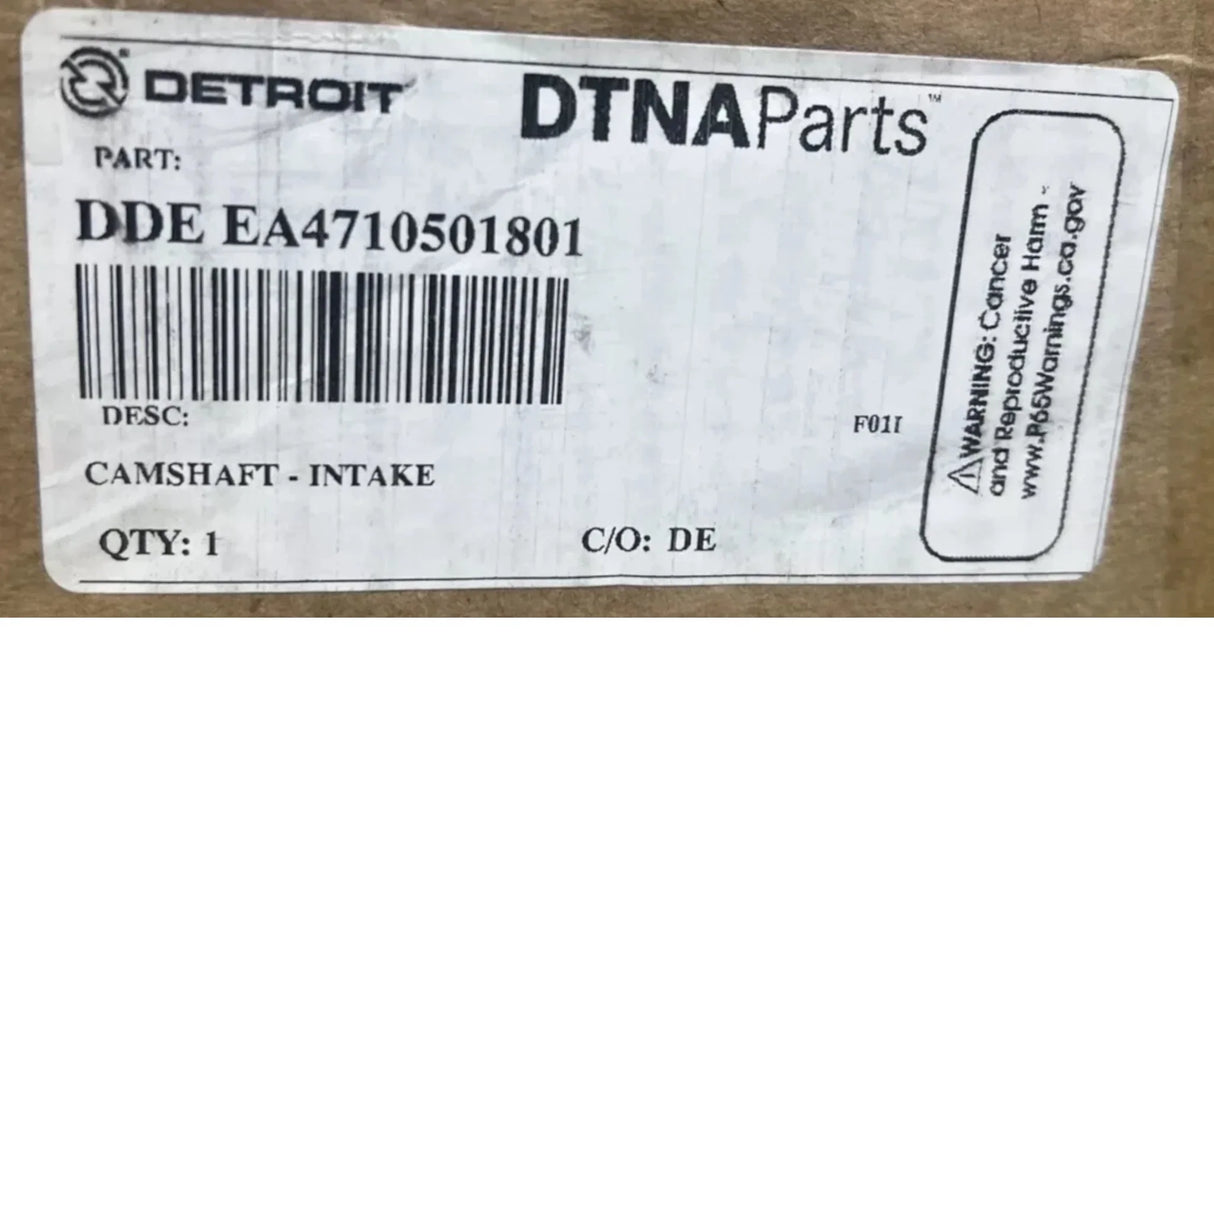 DETROIT®
DTNAParts™
PART:
DDE EA4710501801
DESC:
F01I
CAMSHAFT - INTAKE
QTY: 1
C/O: DE
⚠WARNING: Cancer
and Reproductive Harm -
www.P65Warnings.ca.gov